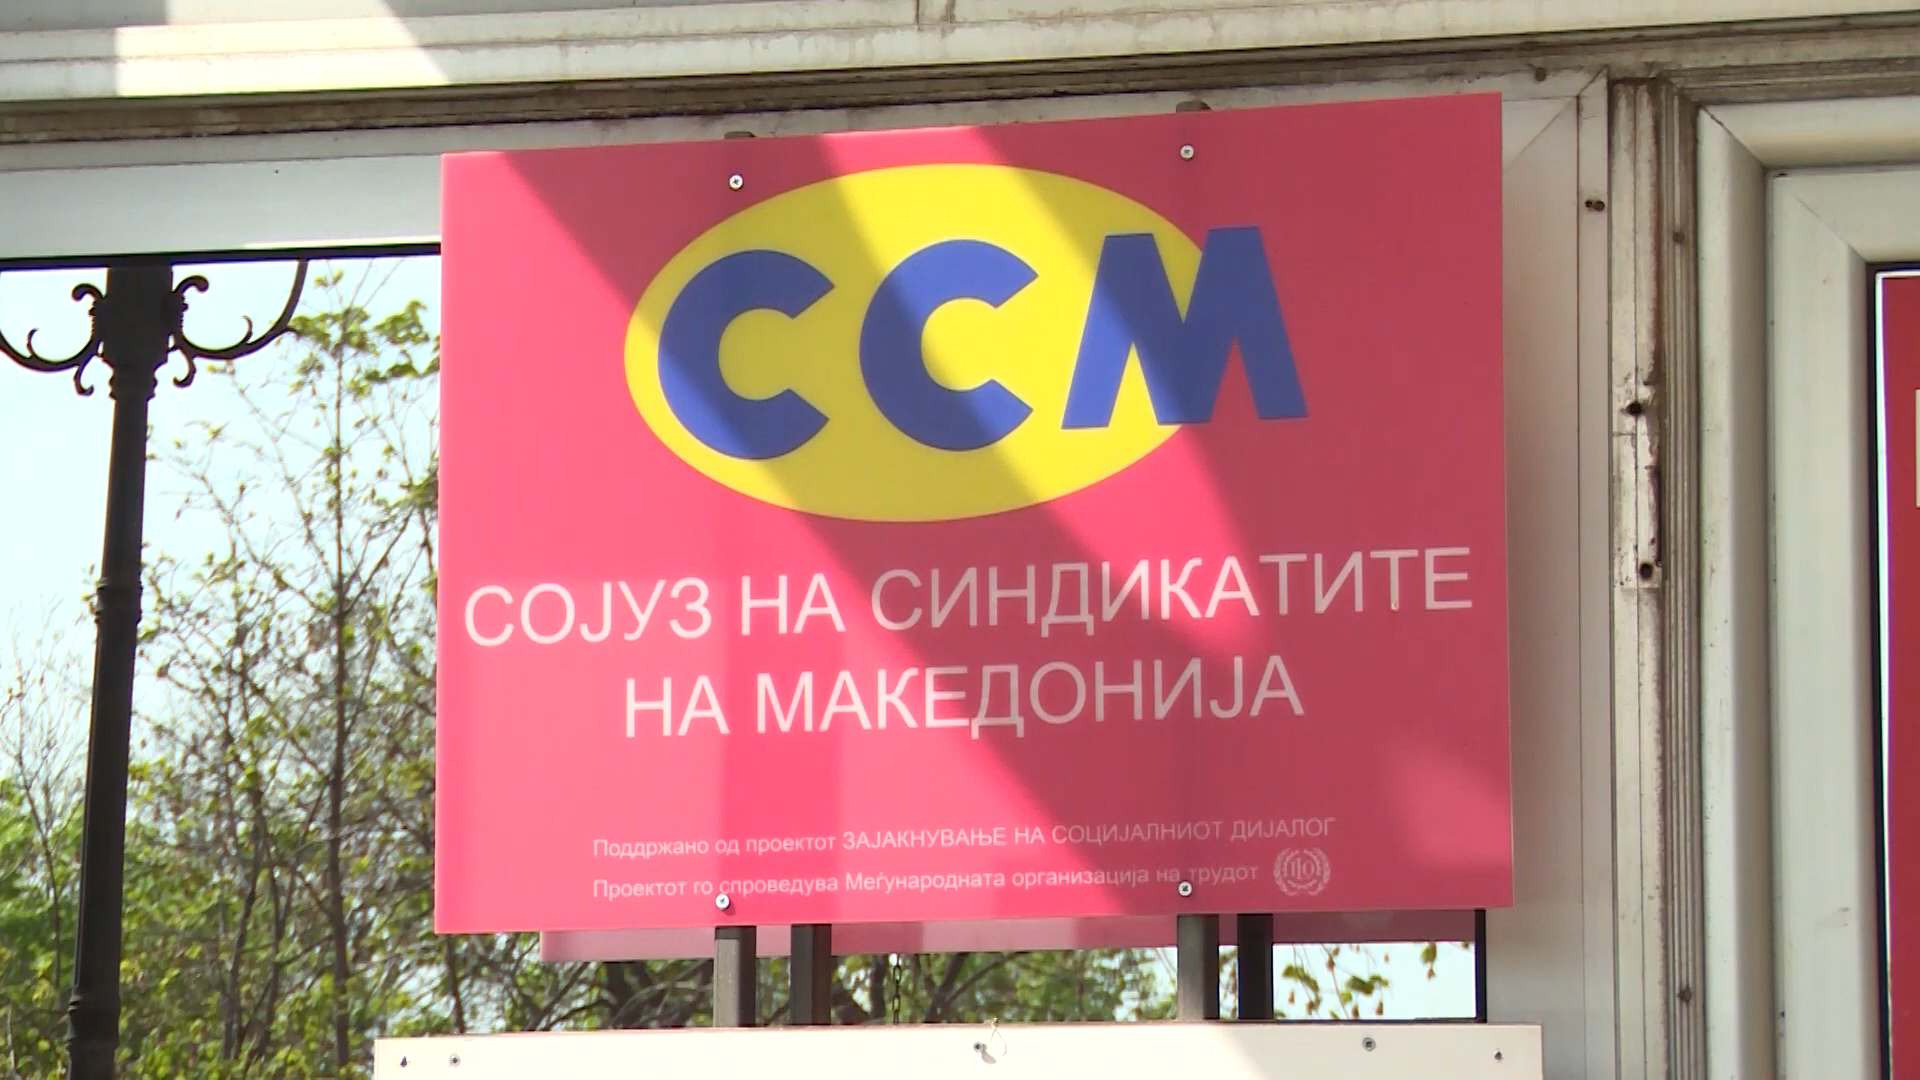 ССМ
СОЈУЗ НА СИНДИКАТИТЕ
НА МАКЕДОНИЈА
Поддржано од проектот ЗАЈАКНУВАЊЕ НА СОЦИЈАЛНИОТ ДИЈАЛОГ
Проектот го спроведува Меѓународната организација на трудот